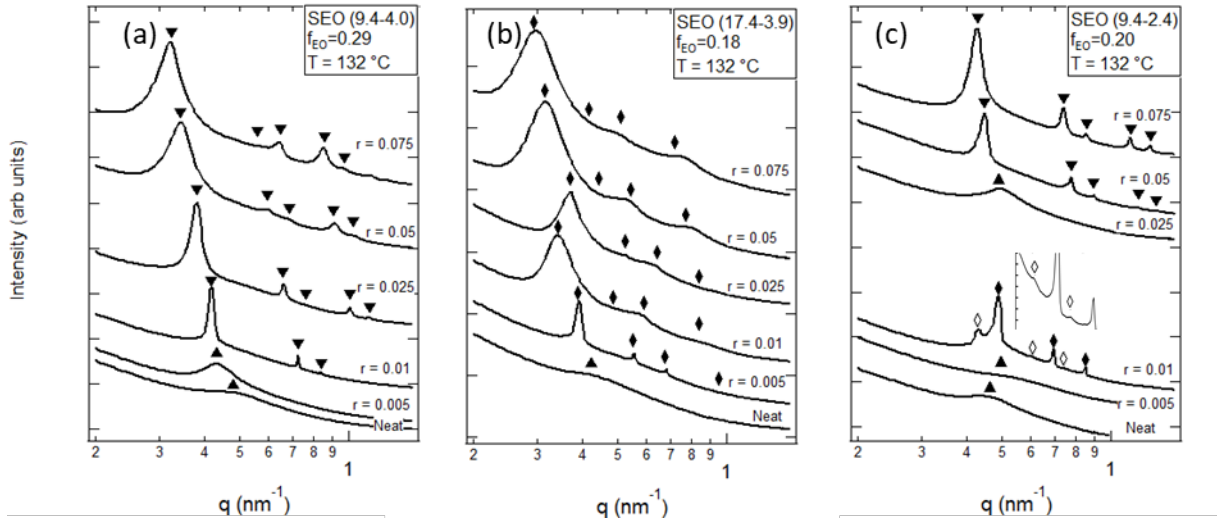 (a)
SEO (9.4-4.0)
fEO=0.29
T = 132 °C
r = 0.075
r = 0.05
r = 0.025
r = 0.01
r = 0.005
Neat
2 3 4 5 6 7 8 9 1
q (nm-1)
Intensity (arb units)
(b)
SEO (17.4-3.9)
fEO=0.18
T = 132 °C
r = 0.075
r = 0.05
r = 0.025
r = 0.01
r = 0.005
Neat
2 3 4 5 6 7 8 9 1
q (nm-1)
(c)
SEO (9.4-2.4)
fEO=0.20
T = 132 °C
r = 0.075
r = 0.05
r = 0.025
r = 0.01
r = 0.005
Neat
2 3 4 5 6 7 8 9 1
q (nm-1)